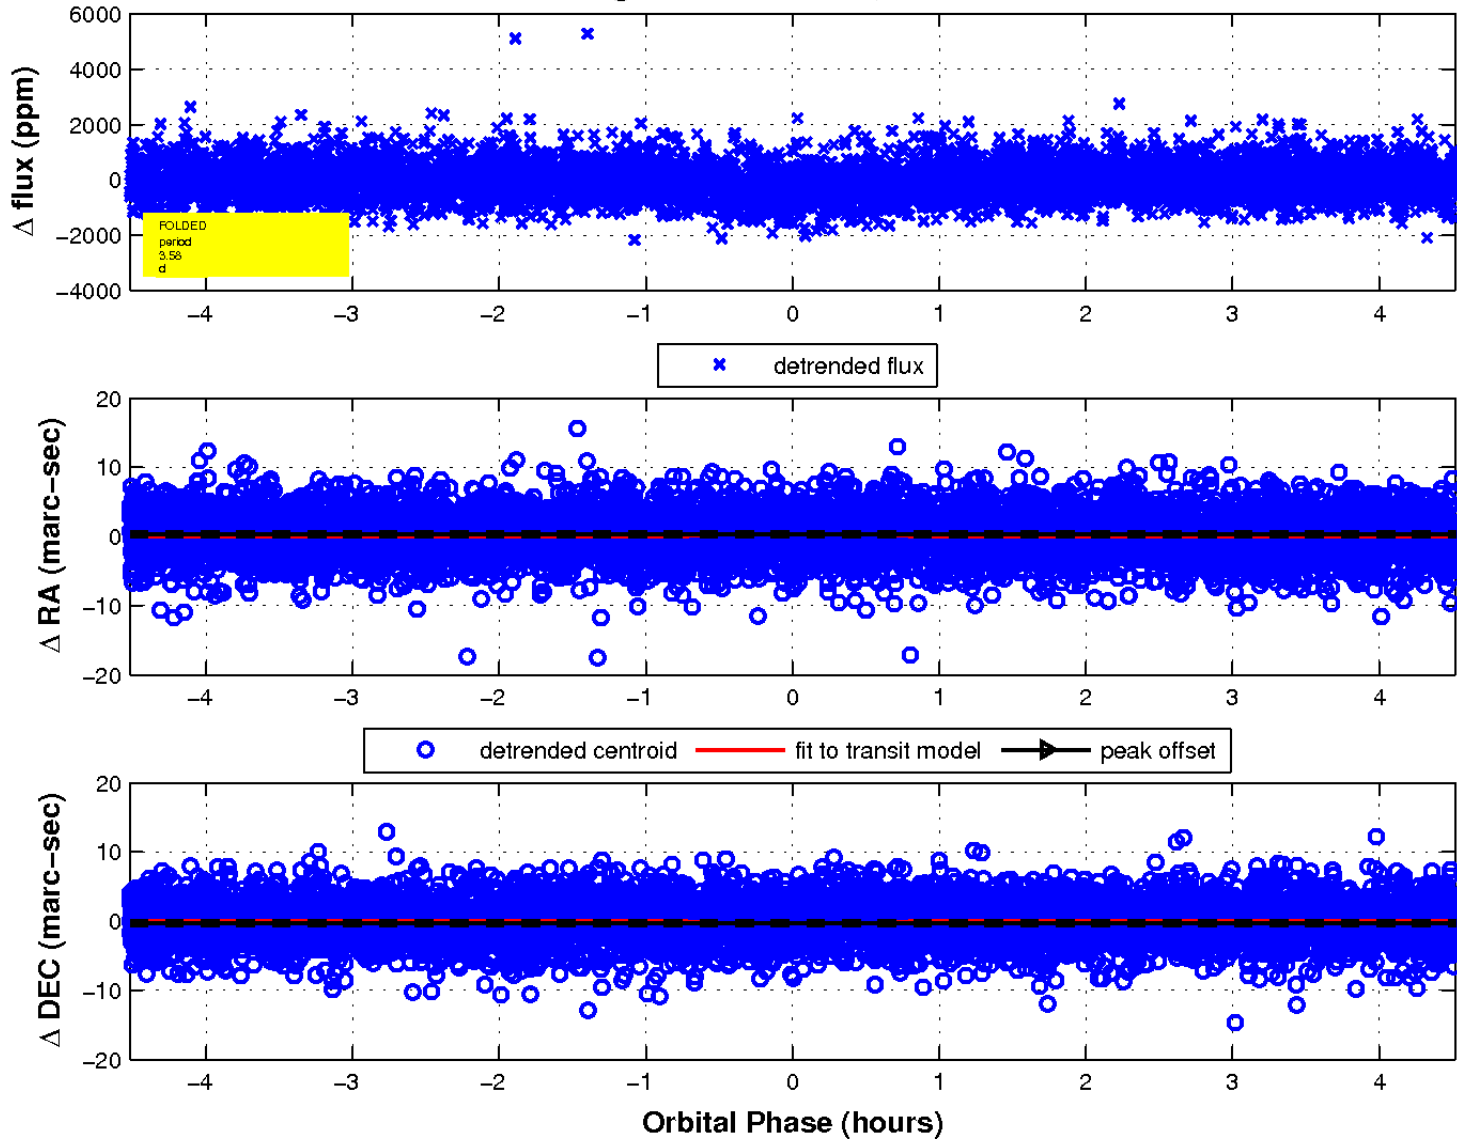 6000
4000
2000
0
−2000
−4000
Δ flux (ppm)
FOLDED
period
3.58
d
−4 −3 −2 −1 0 1 2 3 4
detrended flux
20
10
0
−10
−20
Δ RA (marc−sec)
−4 −3 −2 −1 0 1 2 3 4
detrended centroid fit to transit model peak offset
20
10
0
−10
−20
Δ DEC (marc−sec)
−4 −3 −2 −1 0 1 2 3 4
Orbital Phase (hours)